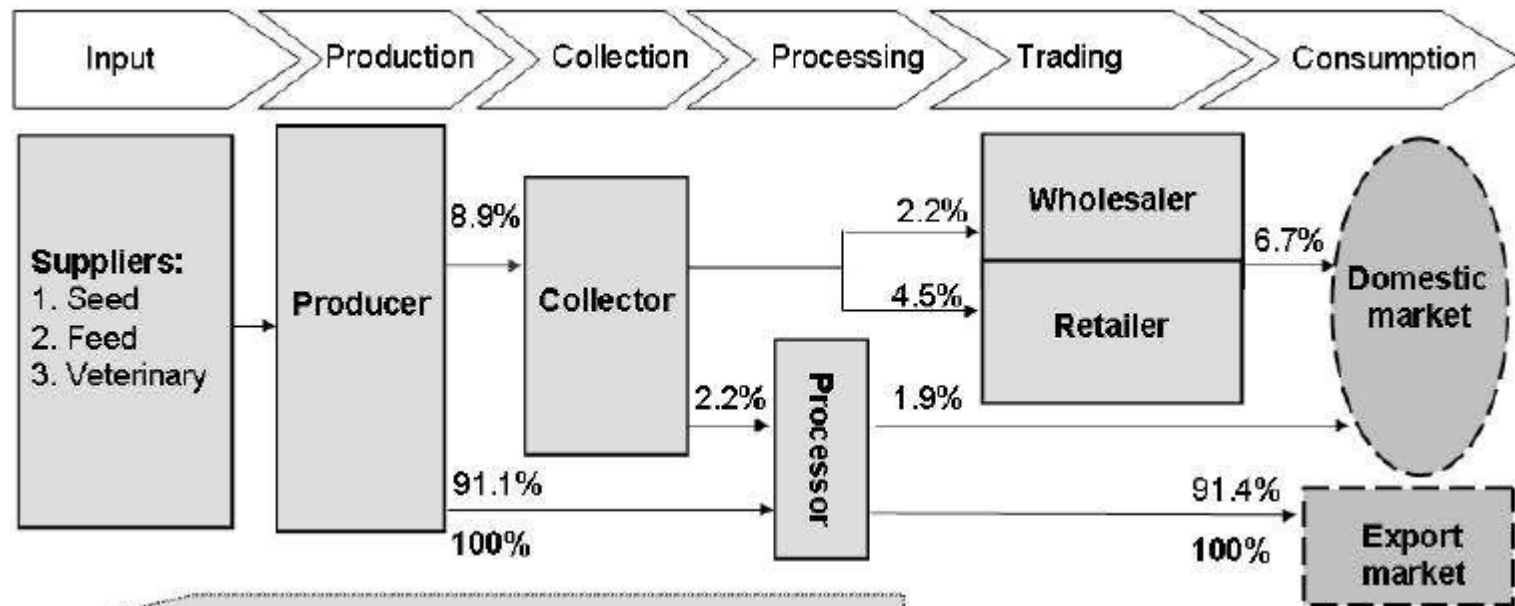 Input
Production
Collection
Processing
Trading
Consumption
Suppliers:
1. Seed
2. Feed
3. Veterinary
Producer
8.9%
Collector
2.2%
4.5%
Wholesaler
Retailer
6.7%
Domestic
market
2.2%
Processor
1.9%
91.1%
100%
91.4%
100%
Export
market